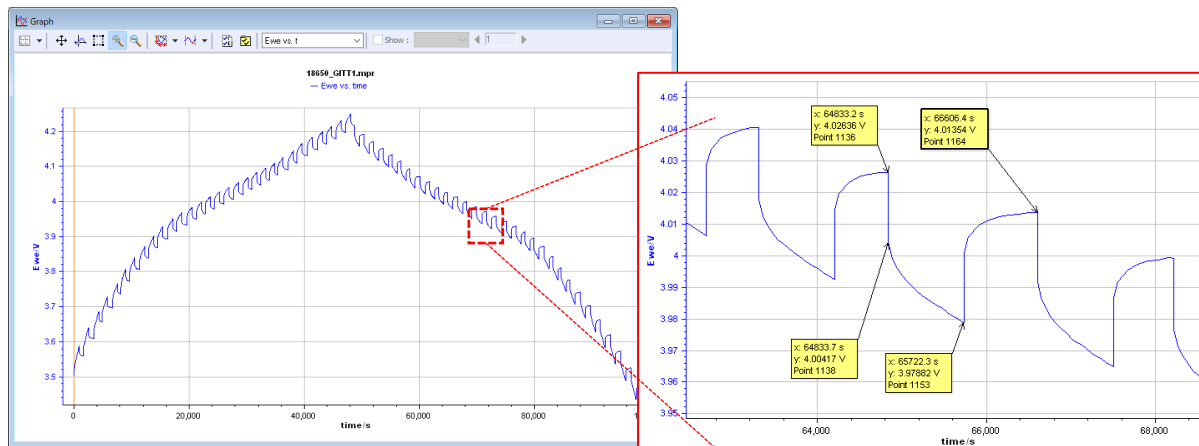 Graph
Ewe vs. t
Show :
1
18650_GITT1.mpr
Ewe vs. time
4.2
4.1
4
3.9
3.8
3.7
3.6
3.5
Ewe/V
0
20,000
40,000
60,000
80,000
time/s
4.05
4.04
4.03
4.02
4.01
4
3.99
3.98
3.97
3.96
3.95
Ewe/V
x: 64833.2 s
y: 4.02636 V
Point 1136
x: 66606.4 s
y: 4.01354 V
Point 1164
x: 64833.7 s
y: 4.00417 V
Point 1138
x: 65722.3 s
y: 3.97882 V
Point 1153
64,000
66,000
68,000
time/s